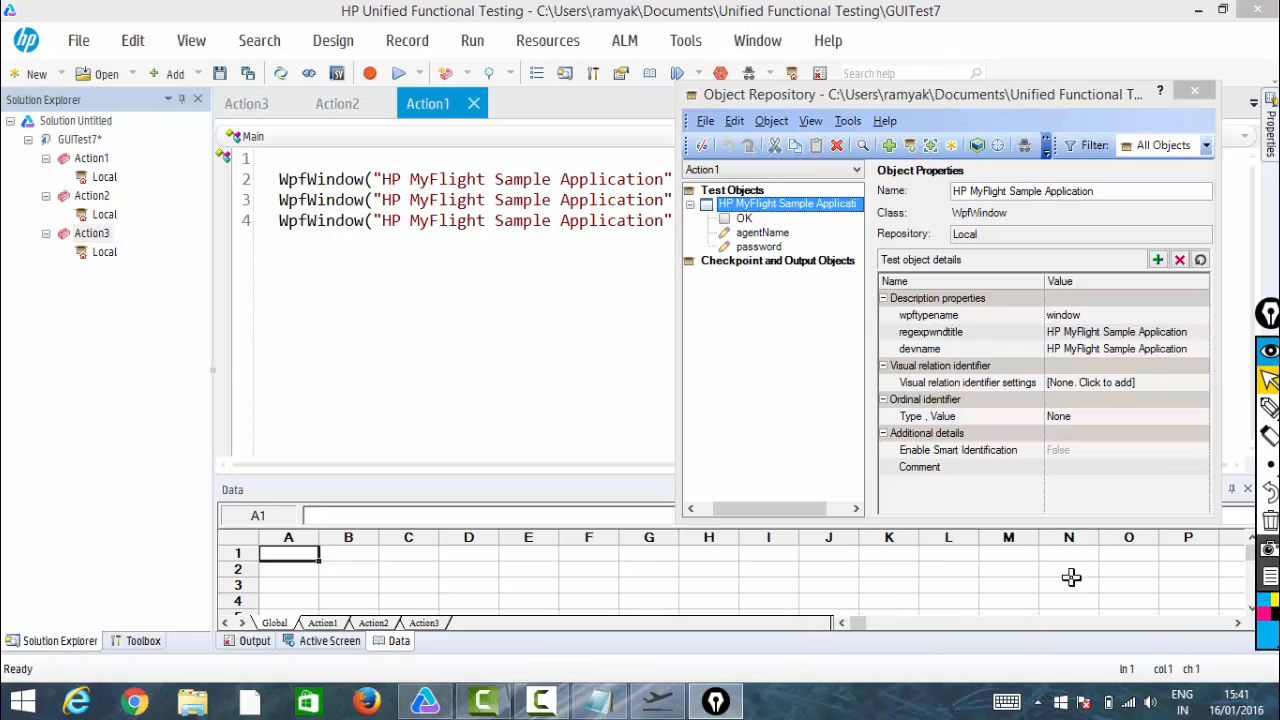 HP Unified Functional Testing - C:\Users\ramyak\Documents\Unified Functional Testing\GUITest7
hp File Edit View Search Design Record Run Resources ALM Tools Window Help
New Open Add Search help
Solution Explorer
Solution Untitled
GUITest7*
Action1
Local
Action2
Local
Action3
Local
Action3 Action2 Action1
Main
1
2 WpfWindow("HP MyFlight Sample Application"
3 WpfWindow("HP MyFlight Sample Application"
4 WpfWindow("HP MyFlight Sample Application"
Object Repository - C:\Users\ramyak\Documents\Unified Functional T... ?
File Edit Object View Tools Help
Filter: All Objects
Action1
Test Objects
HP MyFlight Sample Applicati
OK
agentName
password
Checkpoint and Output Objects
Object Properties
Name: HP MyFlight Sample Application
Class: WpfWindow
Repository: Local
Test object details
Name Value
Description properties
wpftypename window
regexpwndtitle HP MyFlight Sample Application
devname HP MyFlight Sample Application
Visual relation identifier
Visual relation identifier settings [None. Click to add]
Ordinal identifier
Type , Value None
Additional details
Enable Smart Identification False
Comment
Properties
Data
A1
A B C D E F G H I J K L M N O P
1
2
3
4
Global Action1 Action2 Action3
Solution Explorer Toolbox Output Active Screen Data
Ready ln 1 col 1 ch 1
ENG
IN
15:41
16/01/2016